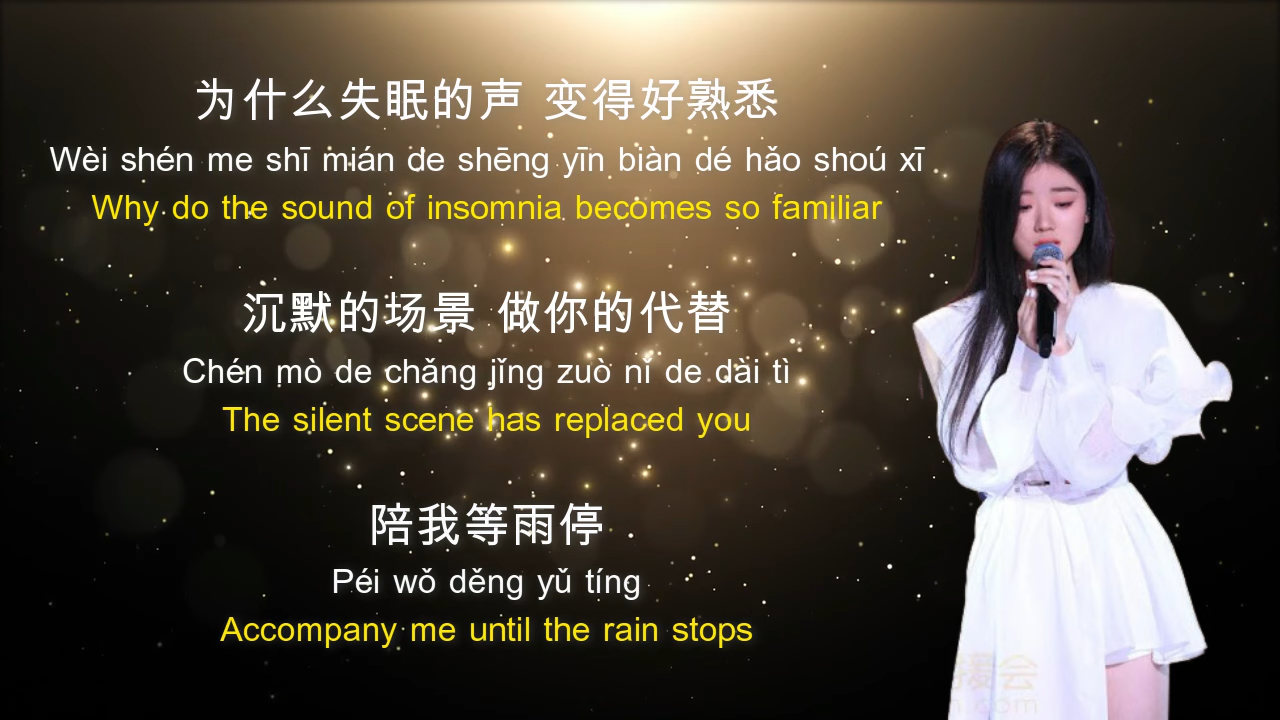 为什么失眠的声 变得好熟悉
Wèi shén me shī mián de shēng yīn biàn dé hǎo shoú xī
Why do the sound of insomnia becomes so familiar
沉默的场景 做你的代替
Chén mò de chǎng jǐng zuò nǐ de dài tì
The silent scene has replaced you
陪我等雨停
Péi wǒ děng yǔ tíng
Accompany me until the rain stops